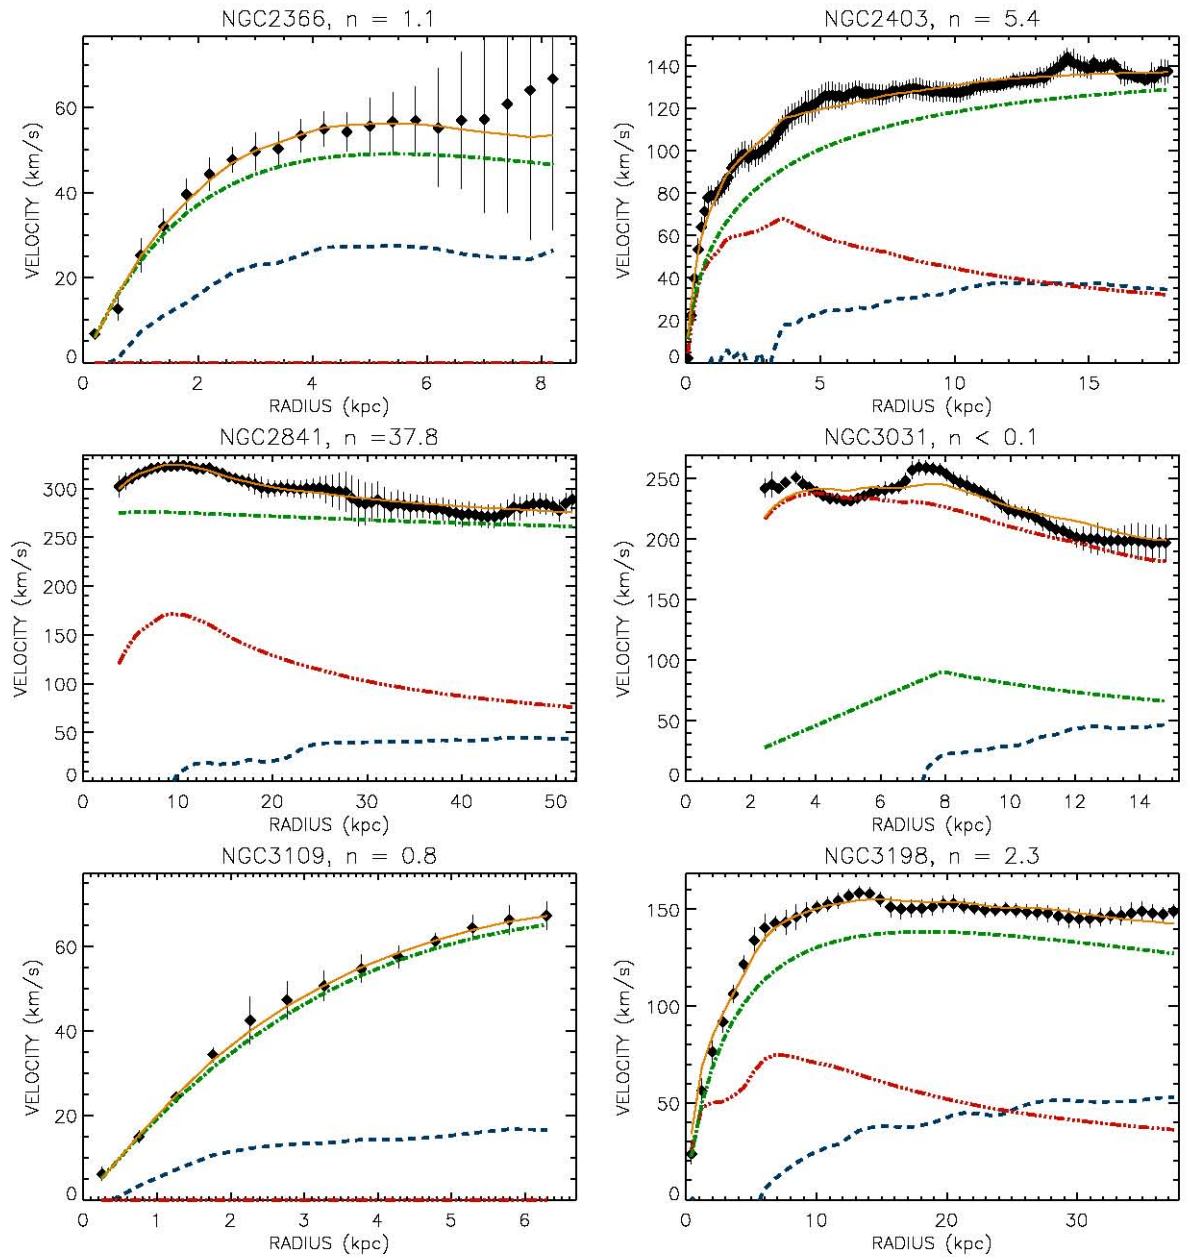 NGC2366, n = 1.1
VELOCITY (km/s)
60
40
20
0
0 2 4 6 8
RADIUS (kpc)
NGC2403, n = 5.4
VELOCITY (km/s)
140
120
100
80
60
40
20
0
0 5 10 15
RADIUS (kpc)
NGC2841, n =37.8
VELOCITY (km/s)
300
250
200
150
100
50
0
0 10 20 30 40 50
RADIUS (kpc)
NGC3031, n < 0.1
VELOCITY (km/s)
250
200
150
100
50
0
0 2 4 6 8 10 12 14
RADIUS (kpc)
NGC3109, n = 0.8
VELOCITY (km/s)
60
40
20
0
0 1 2 3 4 5 6
RADIUS (kpc)
NGC3198, n = 2.3
VELOCITY (km/s)
150
100
50
0
0 10 20 30
RADIUS (kpc)